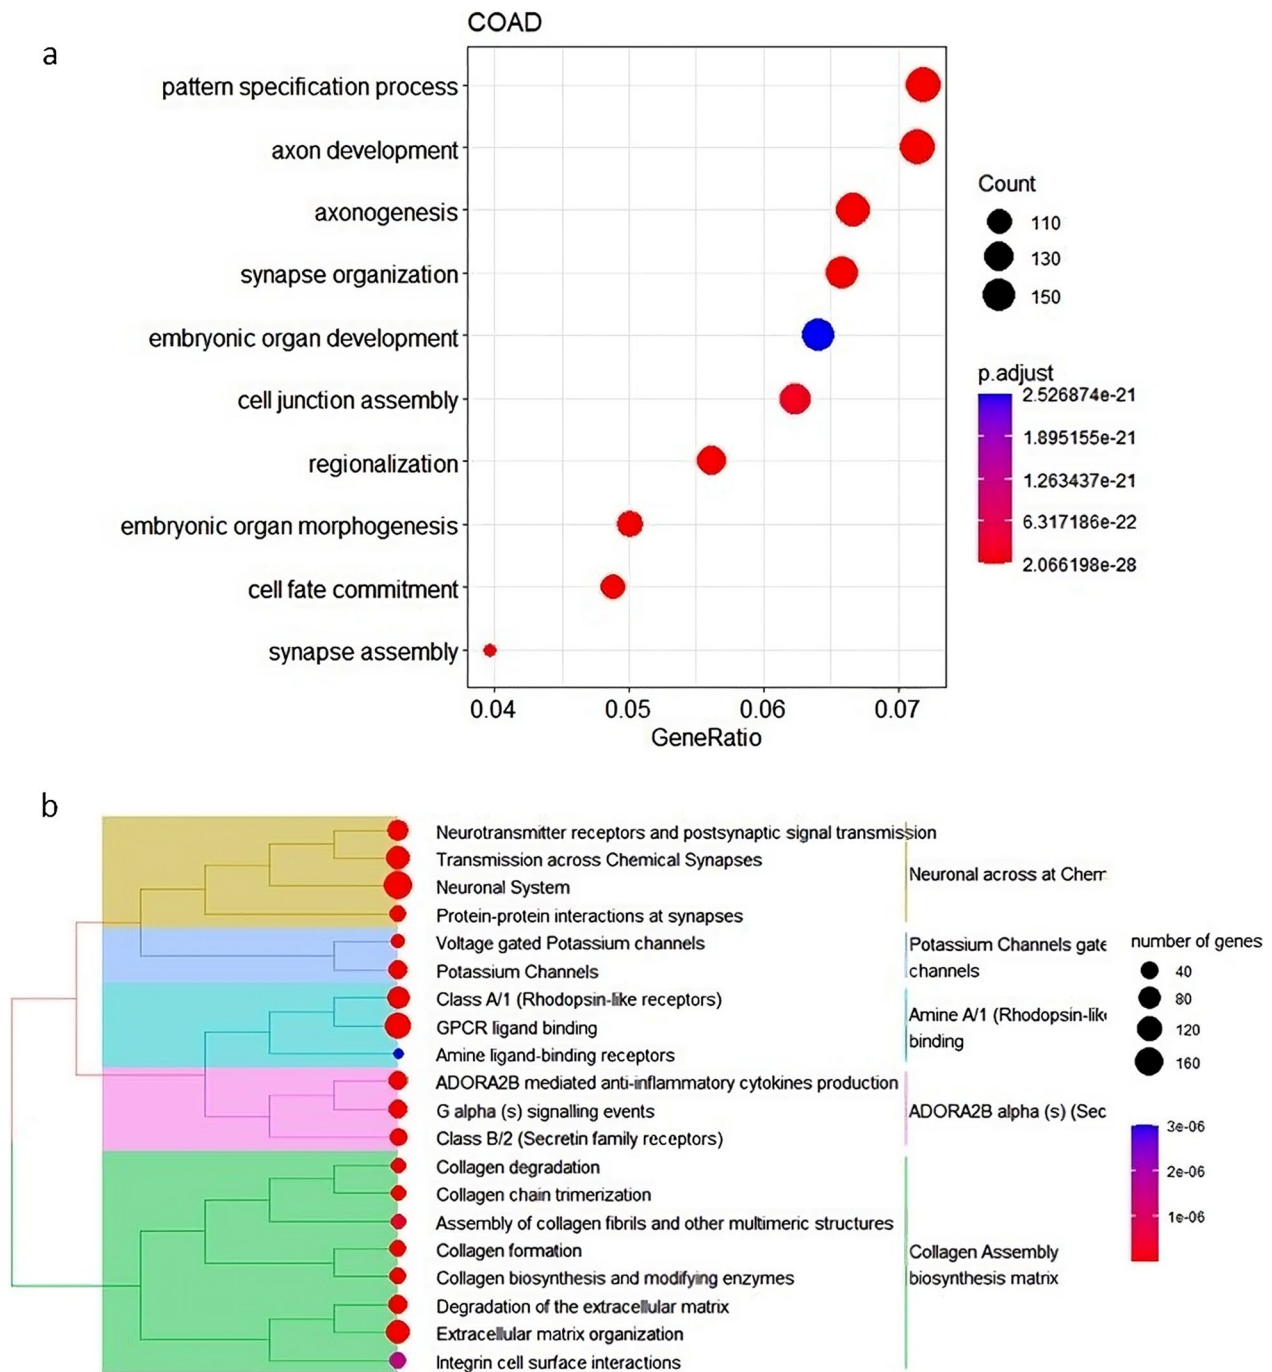 COAD
a
pattern specification process
axon development
axonogenesis
synapse organization
embryonic organ development
cell junction assembly
regionalization
embryonic organ morphogenesis
cell fate commitment
synapse assembly
0.04
0.05
0.06
0.07
GeneRatio
Count
110
130
150
p.adjust
2.526874e-21
1.895155e-21
1.263437e-21
6.317186e-22
2.066198e-28
b
Neurotransmitter receptors and postsynaptic signal transmission
Transmission across Chemical Synapses
Neuronal System
Protein-protein interactions at synapses
Voltage gated Potassium channels
Potassium Channels
Class A/1 (Rhodopsin-like receptors)
GPCR ligand binding
Amine ligand-binding receptors
ADORA2B mediated anti-inflammatory cytokines production
G alpha (s) signalling events
Class B/2 (Secretin family receptors)
Collagen degradation
Collagen chain trimerization
Assembly of collagen fibrils and other multimeric structures
Collagen formation
Collagen biosynthesis and modifying enzymes
Degradation of the extracellular matrix
Extracellular matrix organization
Integrin cell surface interactions
Neuronal across at Chem
Potassium Channels gate
channels
Amine A/1 (Rhodopsin-like
binding
ADORA2B alpha (s) (Sec
Collagen Assembly
biosynthesis matrix
number of genes
40
80
120
160
3e-06
2e-06
1e-06